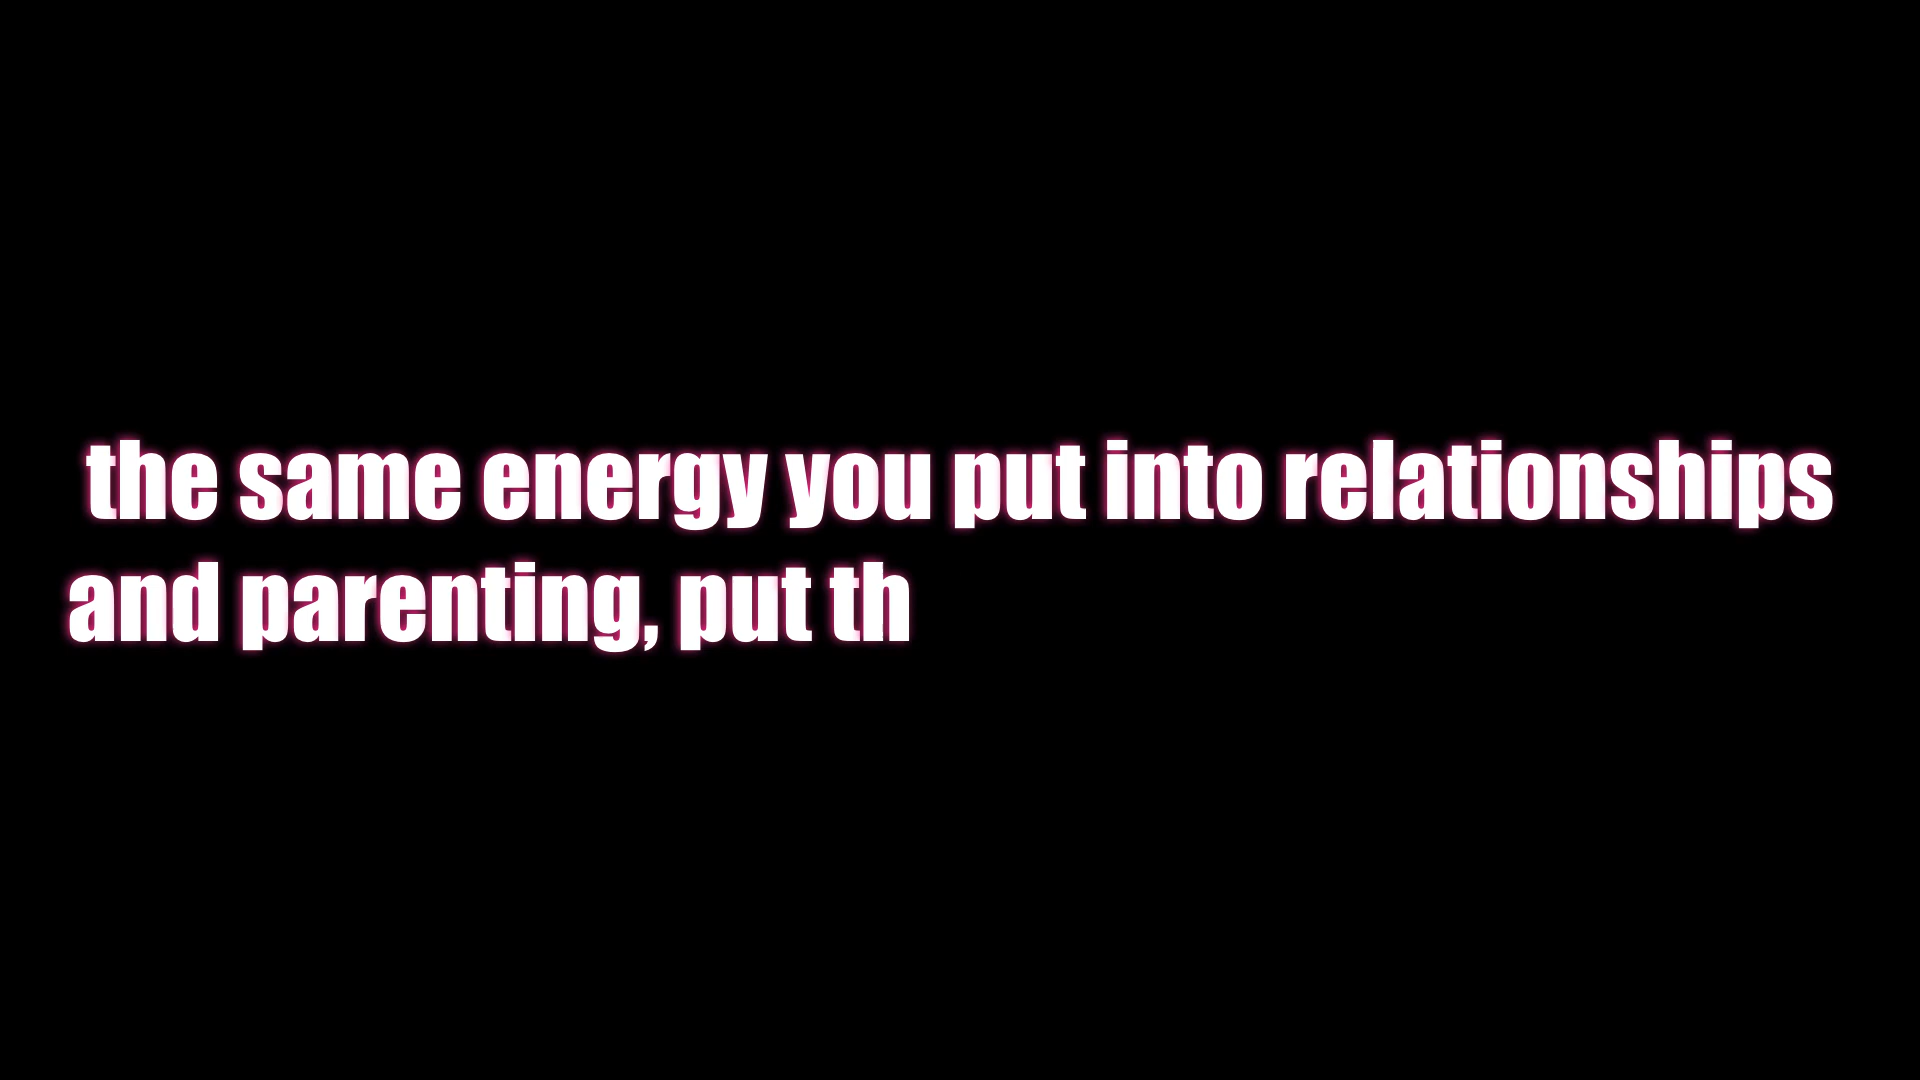 the same energy you put into relationships
and parenting, put th